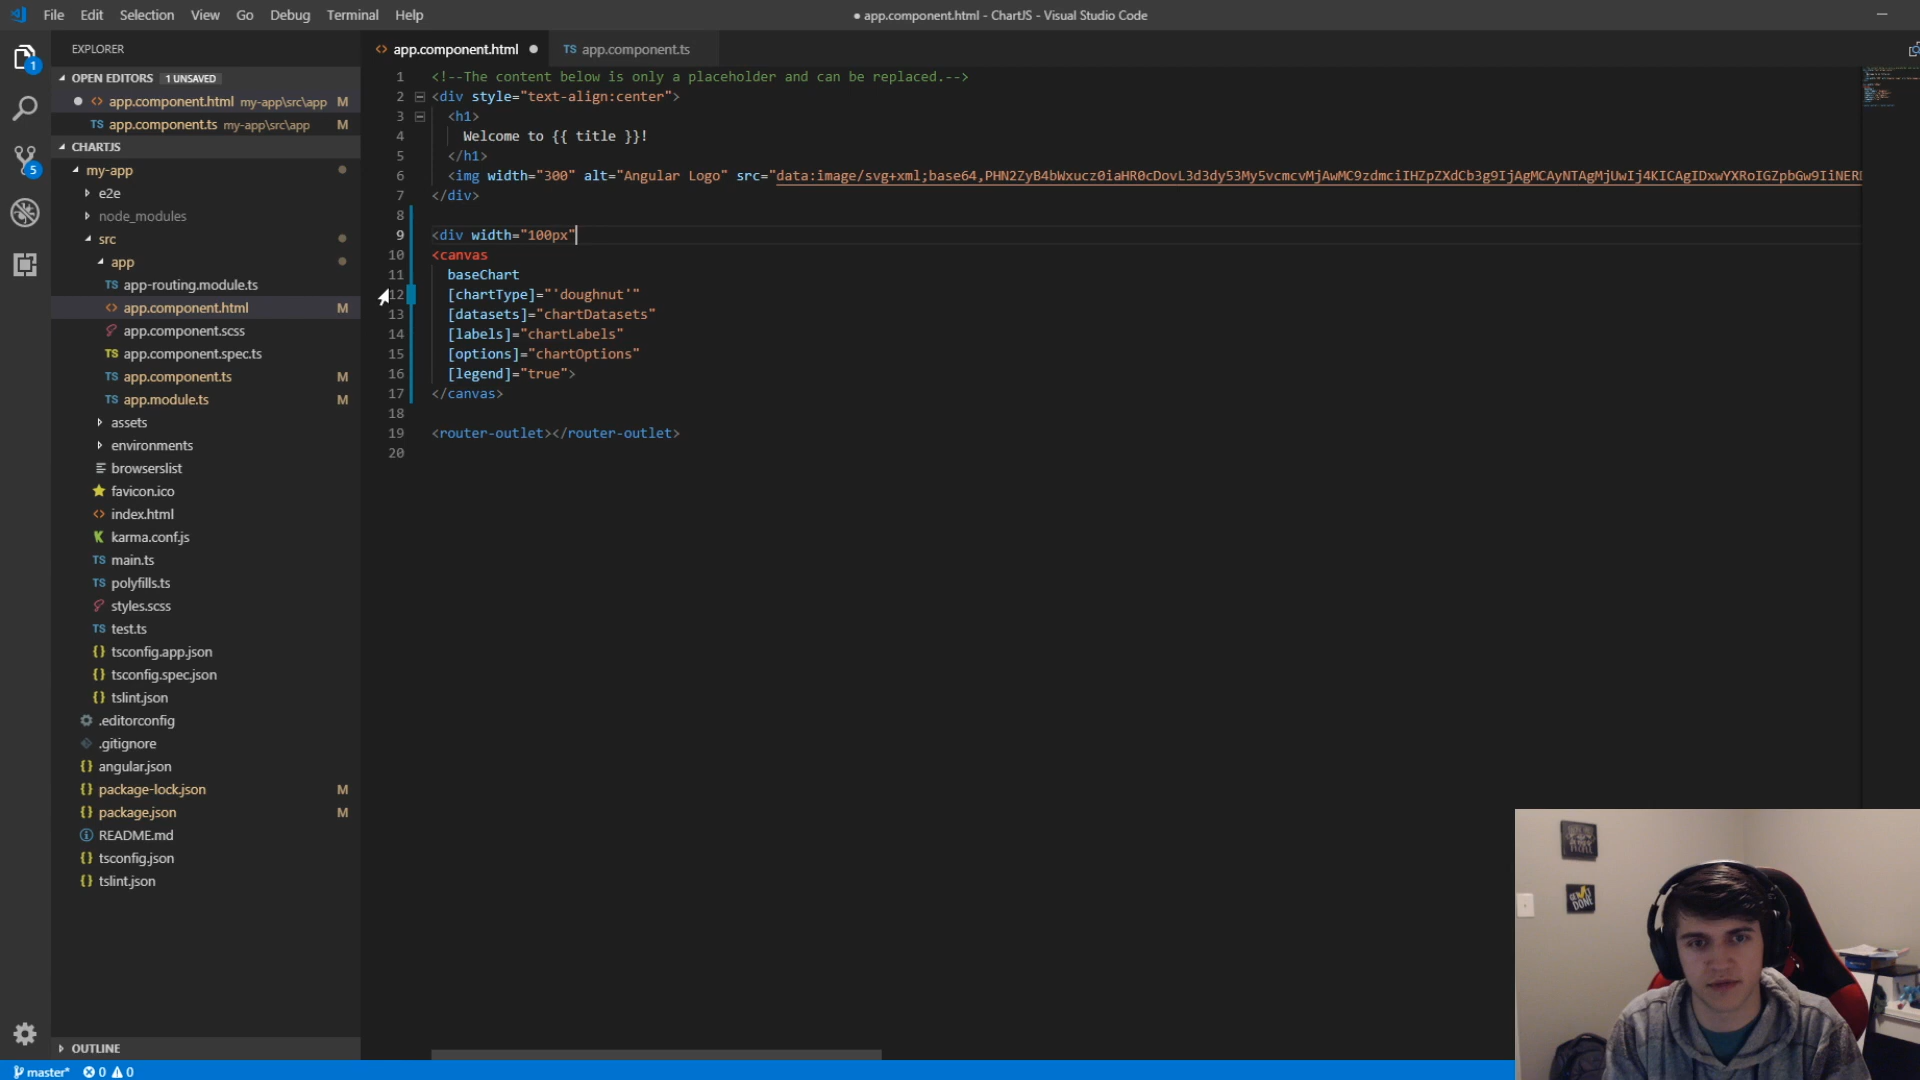 File Edit Selection View Go Debug Terminal Help
● app.component.html - ChartJS - Visual Studio Code
EXPLORER
OPEN EDITORS 1 UNSAVED
app.component.html my-app\src\app M
TS app.component.ts my-app\src\app M
CHARTJS
my-app
e2e
node_modules
src
app
TS app-routing.module.ts
app.component.html M
app.component.scss
TS app.component.spec.ts
TS app.component.ts M
TS app.module.ts M
assets
environments
browserslist
favicon.ico
index.html
karma.conf.js
TS main.ts
TS polyfills.ts
styles.scss
TS test.ts
{} tsconfig.app.json
{} tsconfig.spec.json
{} tslint.json
.editorconfig
.gitignore
{} angular.json
{} package-lock.json M
{} package.json M
README.md
{} tsconfig.json
{} tslint.json
OUTLINE
1
5
<> app.component.html ●
TS app.component.ts
1 <!--The content below is only a placeholder and can be replaced.-->
2 <div style="text-align:center">
3 <h1>
4 Welcome to {{ title }}!
5 </h1>
6 <img width="300" alt="Angular Logo" src="data:image/svg+xml;base64,
7 </div>
8
9 <div width="100px"
10 <canvas
11 baseChart
12 [chartType]="'doughnut'"
13 [datasets]="chartDatasets"
14 [labels]="chartLabels"
15 [options]="chartOptions"
16 [legend]="true">
17 </canvas>
18
19 <router-outlet></router-outlet>
20
master* 0 0
DONE